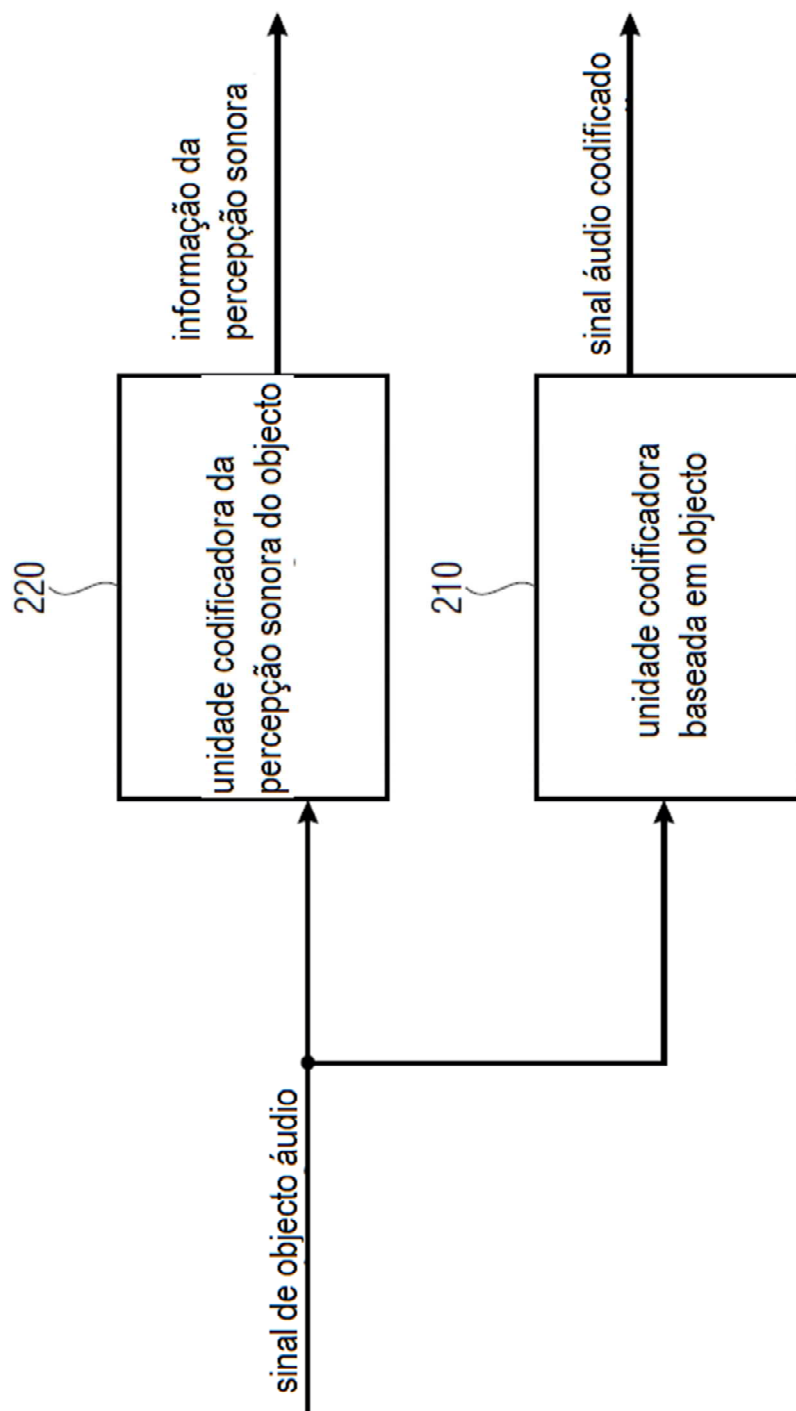 sinal de objecto áudio
220
unidade codificadora da
percepção sonora do objecto
informação da
percepção sonora
210
unidade codificadora
baseada em objecto
sinal áudio codificado